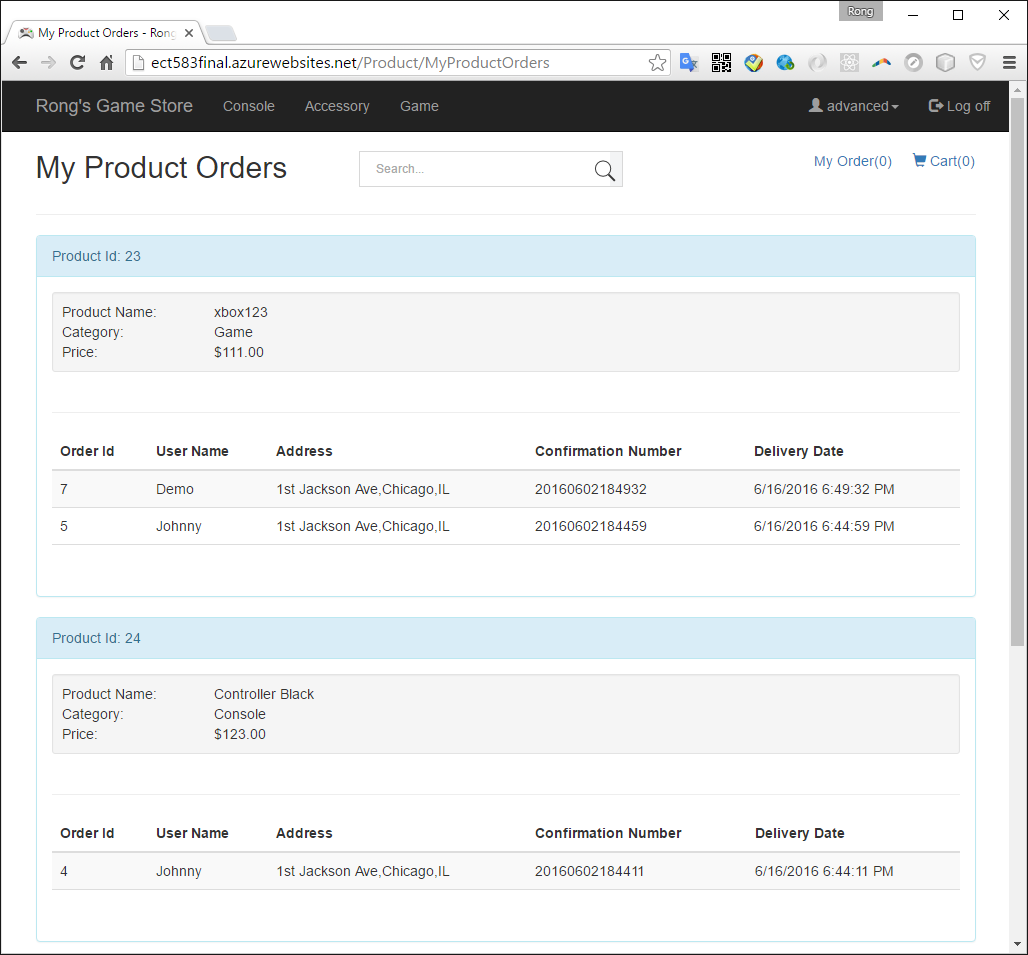 Rong
My Product Orders - Rong
ect583final.azurewebsites.net/Product/MyProductOrders
Rong's Game Store Console Accessory Game advanced Log off
My Product Orders Search... My Order(0) Cart(0)
Product Id: 23
Product Name: xbox123
Category: Game
Price: $111.00
Order Id User Name Address Confirmation Number Delivery Date
7 Demo 1st Jackson Ave,Chicago,IL 20160602184932 6/16/2016 6:49:32 PM
5 Johnny 1st Jackson Ave,Chicago,IL 20160602184459 6/16/2016 6:44:59 PM
Product Id: 24
Product Name: Controller Black
Category: Console
Price: $123.00
Order Id User Name Address Confirmation Number Delivery Date
4 Johnny 1st Jackson Ave,Chicago,IL 20160602184411 6/16/2016 6:44:11 PM